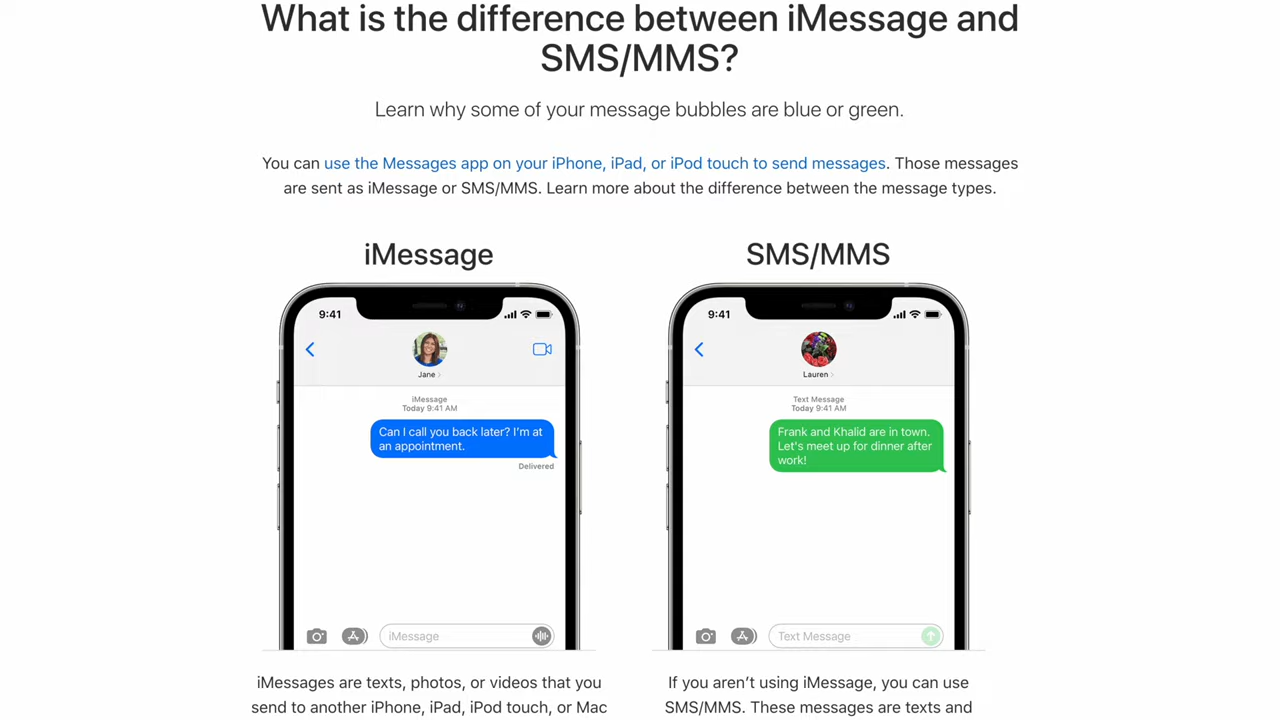 What is the difference between iMessage and
SMS/MMS?
Learn why some of your message bubbles are blue or green.
You can use the Messages app on your iPhone, iPad, or iPod touch to send messages. Those messages
are sent as iMessage or SMS/MMS. Learn more about the difference between the message types.
iMessage
9:41
Jane
iMessage
Today 9:41 AM
Can I call you back later? I'm at
an appointment.
Delivered
iMessage
iMessages are texts, photos, or videos that you
send to another iPhone, iPad, iPod touch, or Mac
SMS/MMS
9:41
Lauren
Text Message
Today 9:41 AM
Frank and Khalid are in town.
Let's meet up for dinner after
work!
Text Message
If you aren’t using iMessage, you can use
SMS/MMS. These messages are texts and